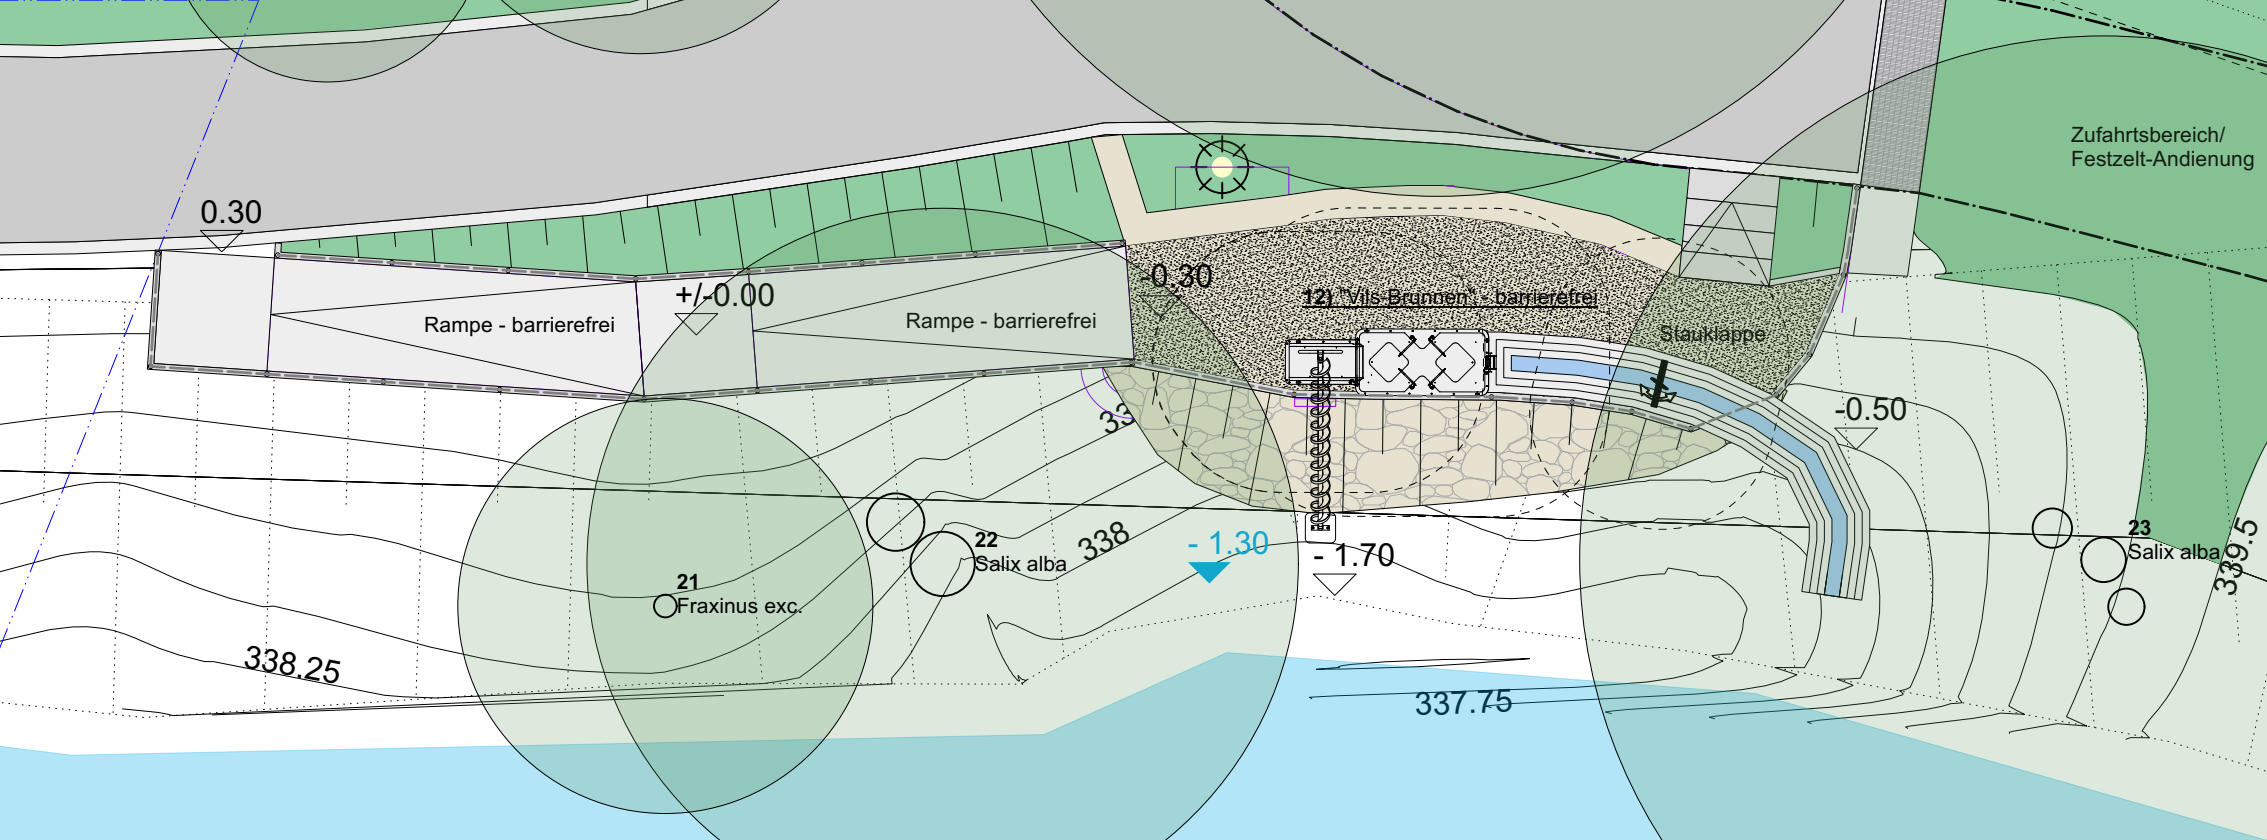 Zufahrtsbereich/
Festzelt-Andienung
0.30
+/-0.00
-0.30
12) "Vils-Brunnen" - barrierefrei
Rampe - barrierefrei
Rampe - barrierefrei
Stauklappe
-0.50
33
338
- 1.30
- 1.70
22
Salix alba
21
Fraxinus exc.
23
Salix alba
339.5
338.25
337.75